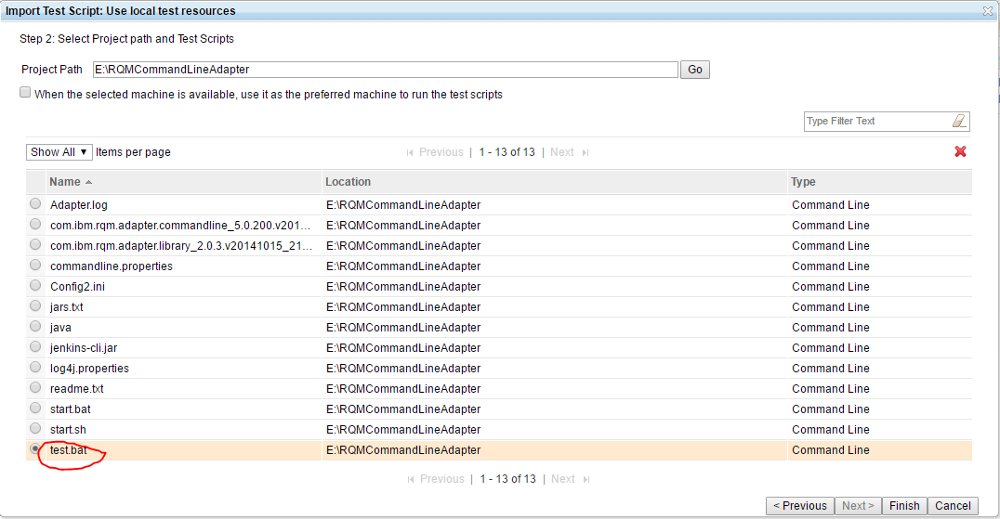 Import Test Script: Use local test resources
Step 2: Select Project path and Test Scripts
Project Path E:\RQMCommandLineAdapter Go
When the selected machine is available, use it as the preferred machine to run the test scripts
Type Filter Text
Show All ▼ Items per page Previous | 1 - 13 of 13 | Next
Name Location Type
Adapter.log E:\RQMCommandLineAdapter Command Line
com.ibm.rqm.adapter.commandline_5.0.200.v201... E:\RQMCommandLineAdapter Command Line
com.ibm.rqm.adapter.library_2.0.3.v20141015_21... E:\RQMCommandLineAdapter Command Line
commandline.properties E:\RQMCommandLineAdapter Command Line
Config2.ini E:\RQMCommandLineAdapter Command Line
jars.txt E:\RQMCommandLineAdapter Command Line
java E:\RQMCommandLineAdapter Command Line
jenkins-cli.jar E:\RQMCommandLineAdapter Command Line
log4j.properties E:\RQMCommandLineAdapter Command Line
readme.txt E:\RQMCommandLineAdapter Command Line
start.bat E:\RQMCommandLineAdapter Command Line
start.sh E:\RQMCommandLineAdapter Command Line
test.bat E:\RQMCommandLineAdapter Command Line
Previous | 1 - 13 of 13 | Next
< Previous Next > Finish Cancel